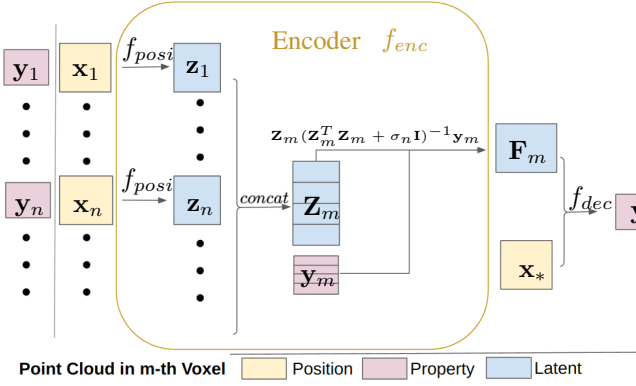 Encoder f_enc
y_1 x_1 f_posi z_1
Z_m(Z_m^T Z_m + σ_n I)^{-1} y_m
F_m
y_n x_n f_posi z_n concat Z_m
f_dec y
y_m x_*
Point Cloud in m-th Voxel Position Property Latent